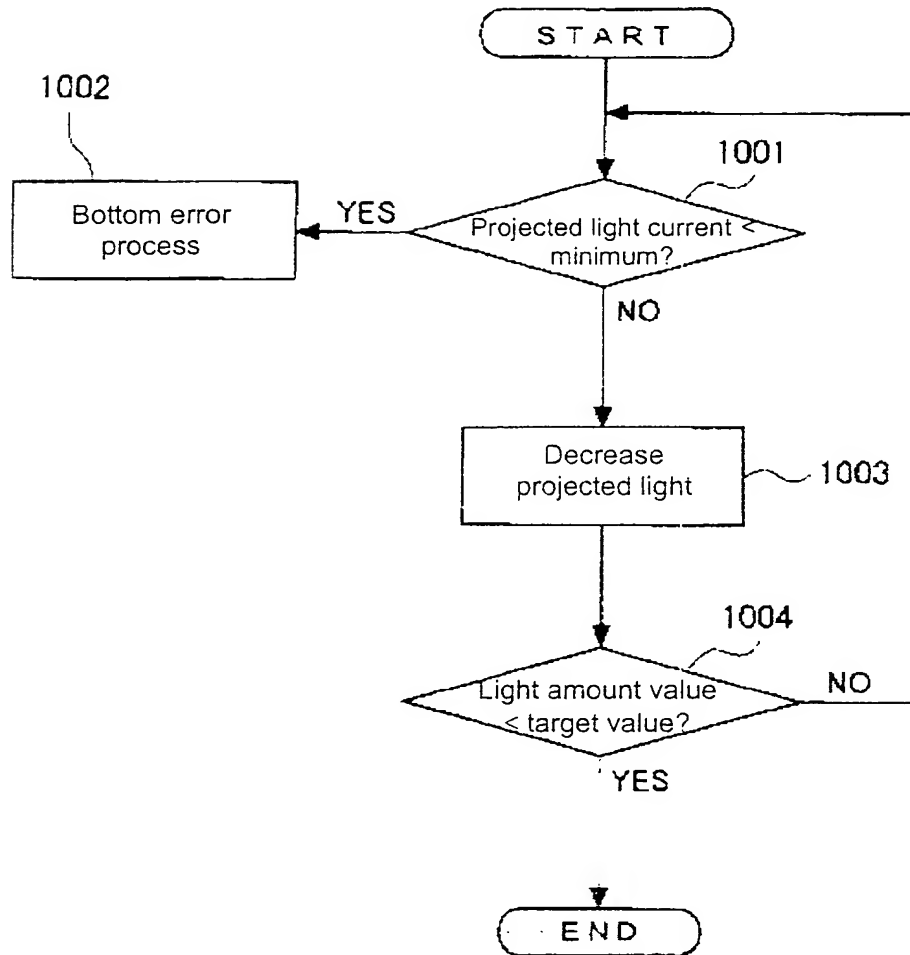 START
1002
1001
Bottom error
process
YES
Projected light current <
minimum?
NO
Decrease
projected light
1003
1004
Light amount value
< target value?
NO
YES
END